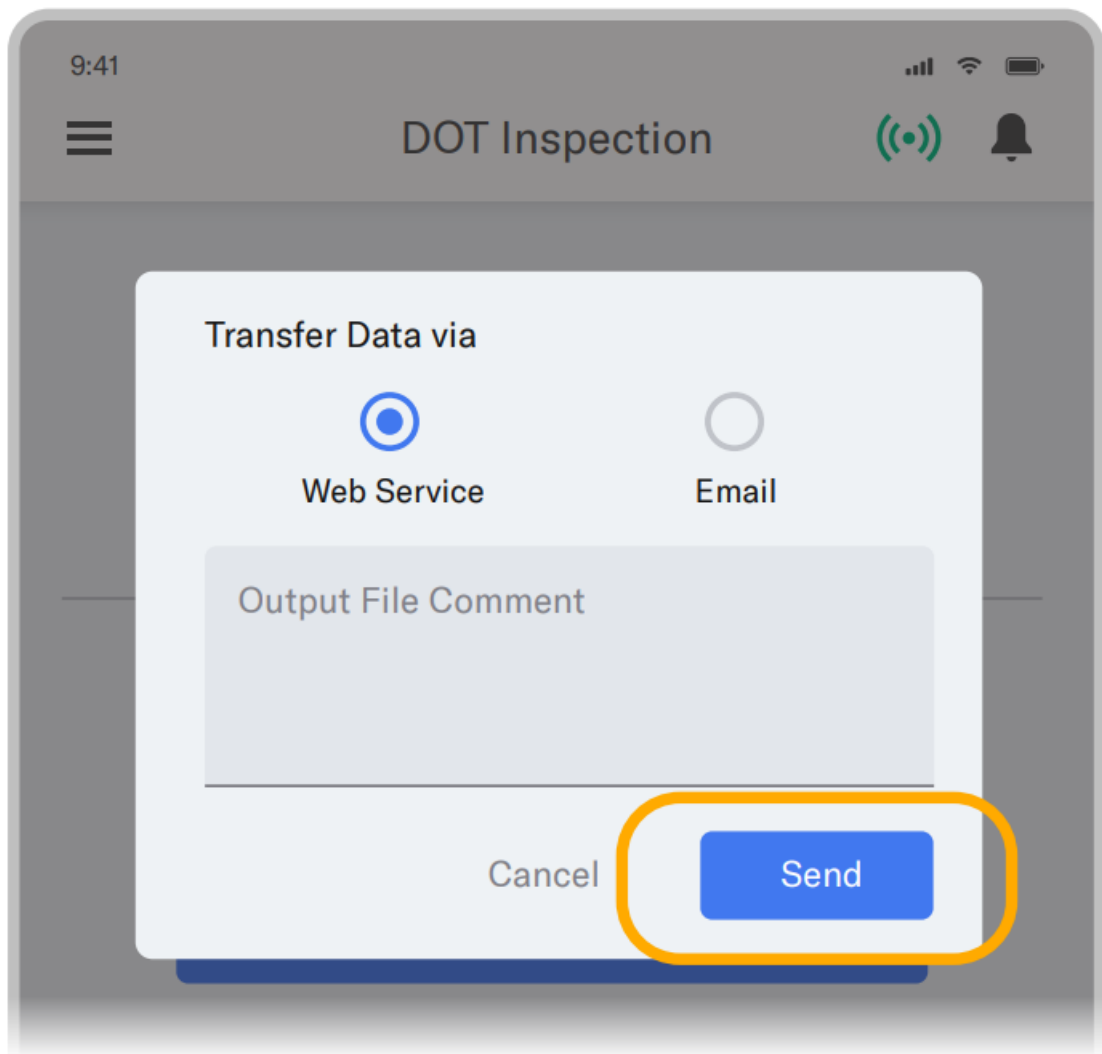 9:41
DOT Inspection
Transfer Data via
Web Service Email
Output File Comment
Cancel Send